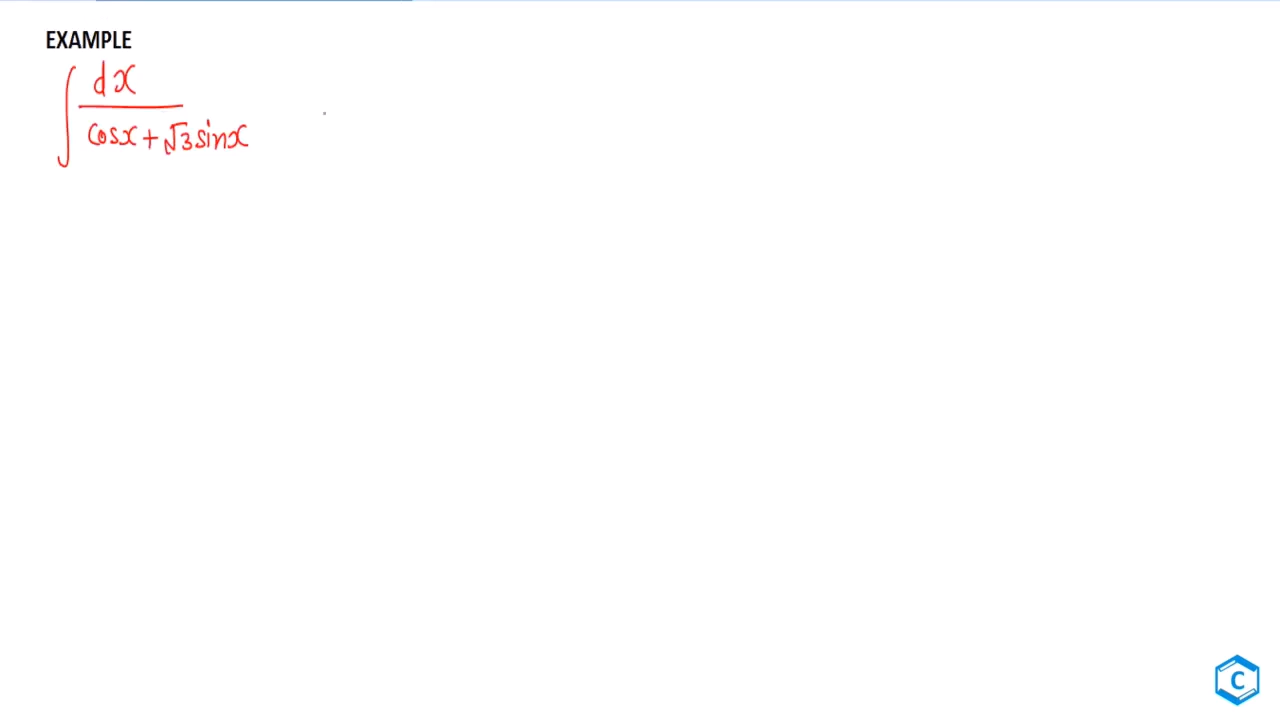 EXAMPLE
∫ dx
cosx + √3 sinx
C